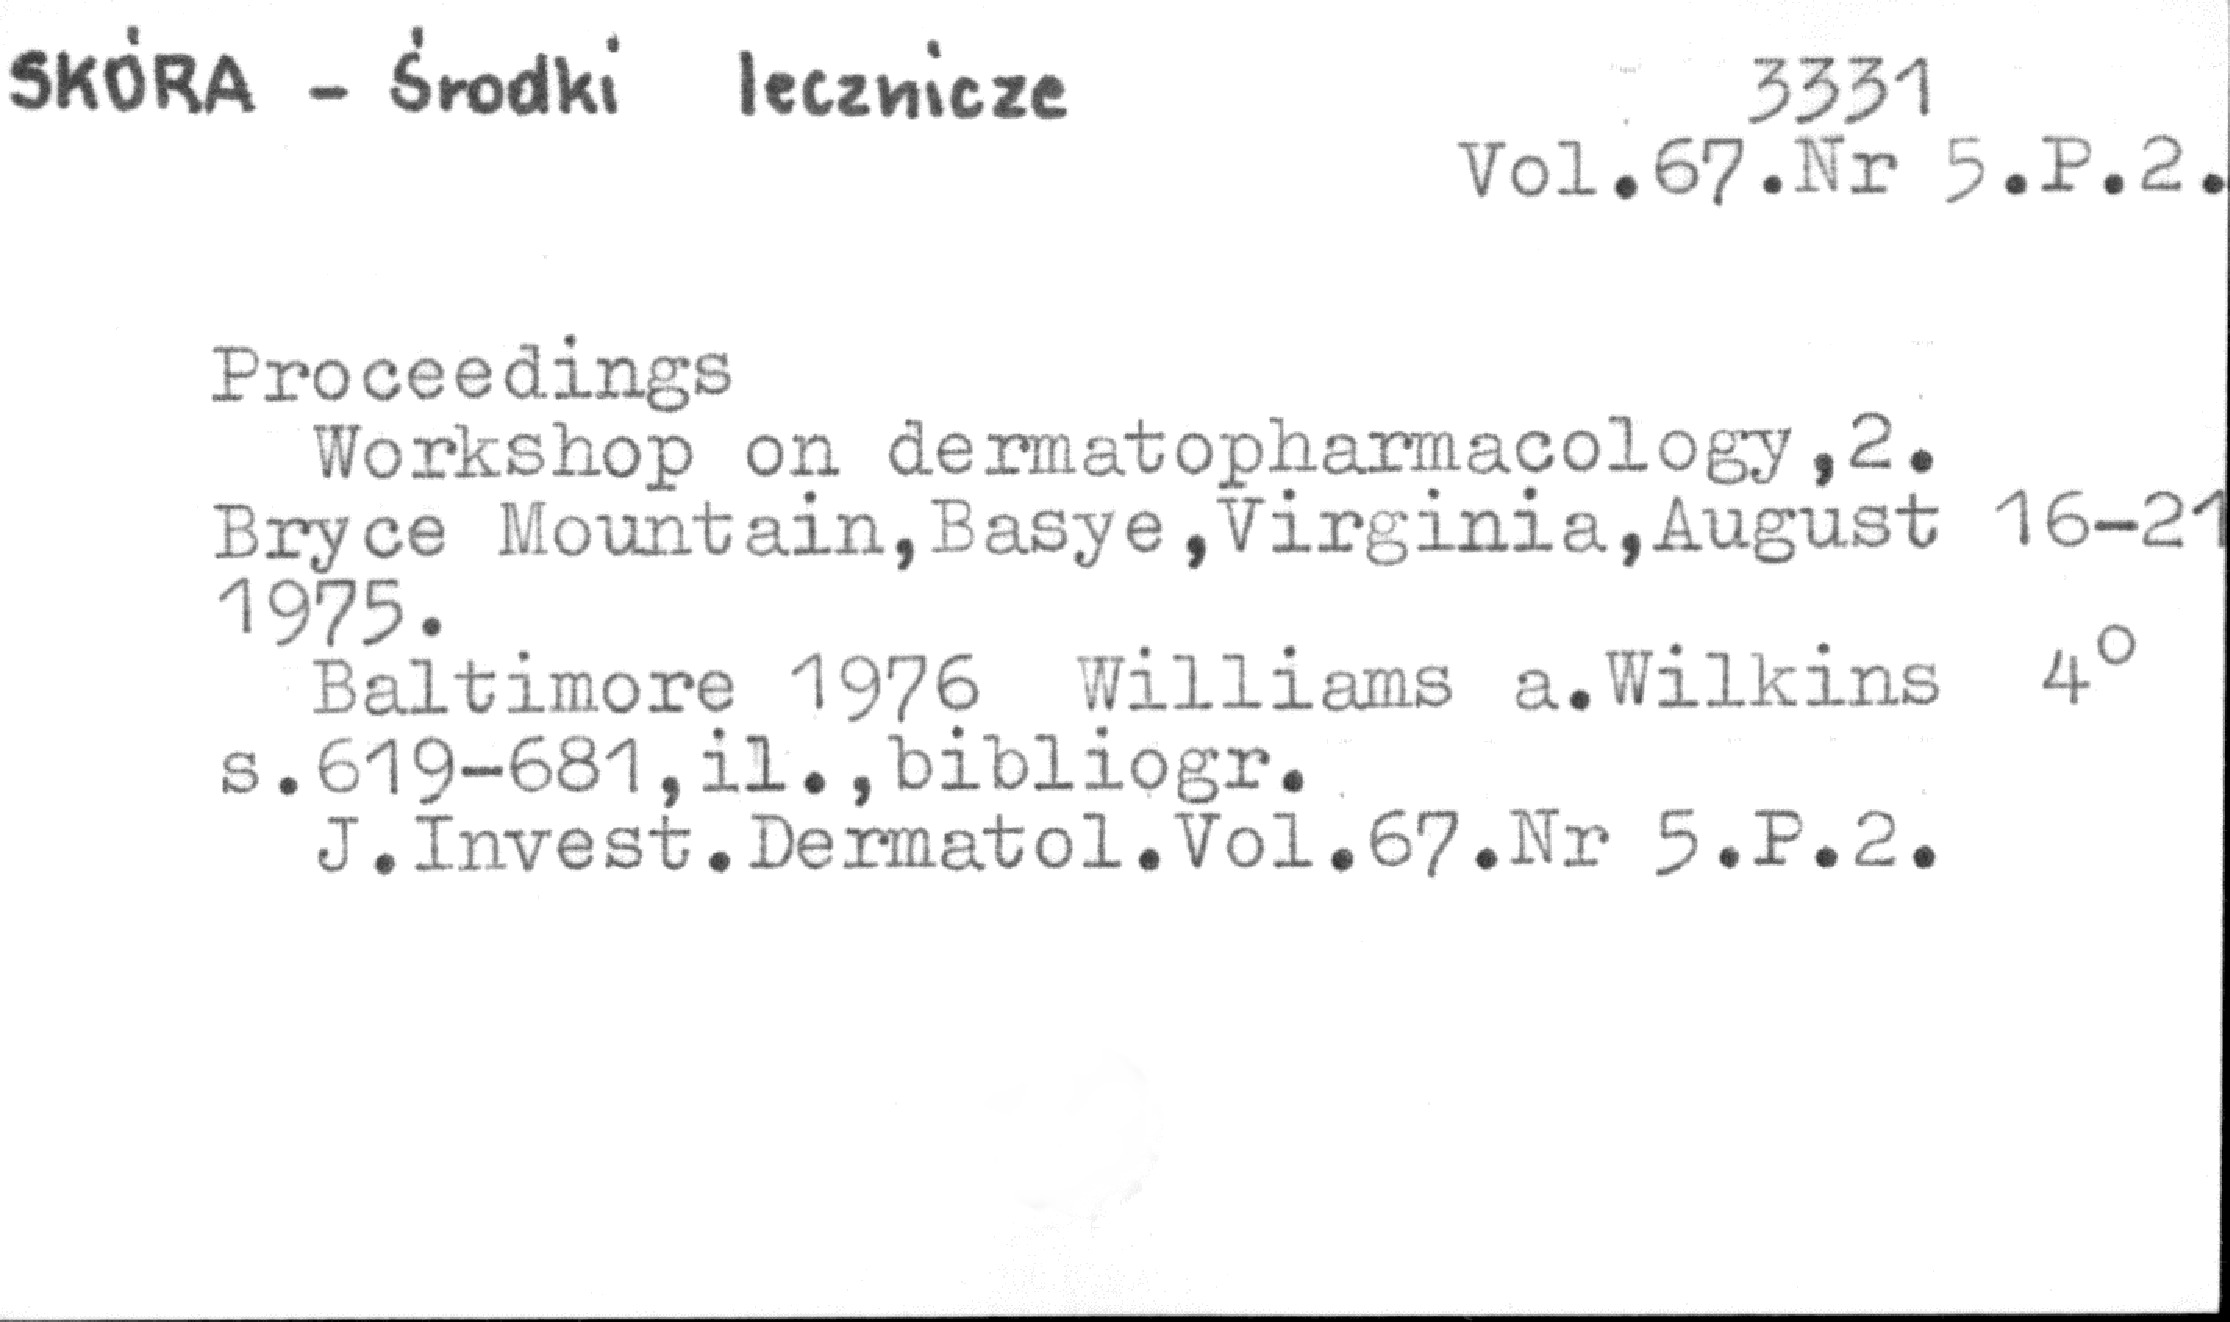 SKÓRA - Środki lecznicze 3331
Vol.67.Nr 5.P.2.
Proceedings
Workshop on dermatopharmacology,2.
Bryce Mountain,Basye,Virginia,August 16-21
1975.
Baltimore 1976 Williams a.Wilkins 4°
s.619-681,il.,bibliogr.
J.Invest.Dermatol.Vol.67.Nr 5.P.2.